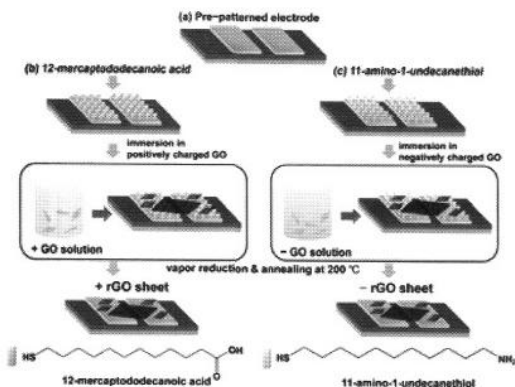 (a) Pre-patterned electrode
(b) 12-mercaptododecanoic acid
(c) 11-amino-1-undecanethiol
immersion in
positively charged GO
immersion in
negatively charged GO
+ GO solution
− GO solution
vapor reduction & annealing at 200 °C
+ rGO sheet
− rGO sheet
HS
OH
O
HS
NH2
12-mercaptododecanoic acid
11-amino-1-undecanethiol